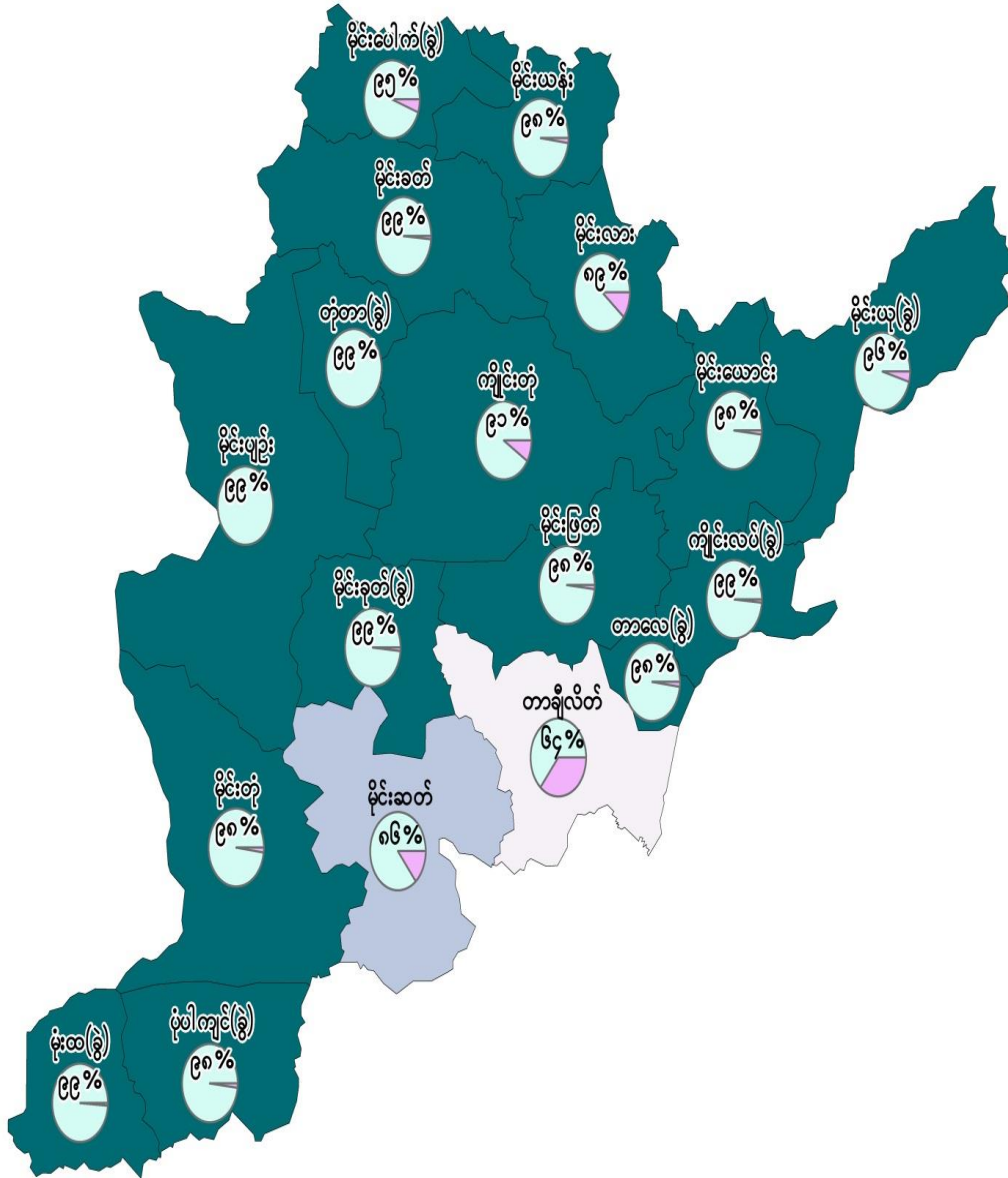 မိုင်းပေါက်(ခွဲ)
၉၅%
မိုင်းယန်း
၉၈%
မိုင်းခတ်
၉၉%
မိုင်းလား
၈၉%
တုံတာ(ခွဲ)
၉၉%
မိုင်းယု(ခွဲ)
၉၆%
မိုင်းယောင်း
၉၈%
ကျိုင်းတုံ
၉၁%
မိုင်းပျဉ်း
၉၉%
မိုင်းဖြတ်
၉၈%
ကျိုင်းလပ်(ခွဲ)
၉၉%
မိုင်းခုတ်(ခွဲ)
၉၉%
တာလေ(ခွဲ)
၉၈%
တာချီလိတ်
၆၄%
မိုင်းတုံ
၉၈%
မိုင်းဆတ်
၈၆%
ပုံပါကျင်(ခွဲ)
၉၈%
မုံးထ(ခွဲ)
၉၉%